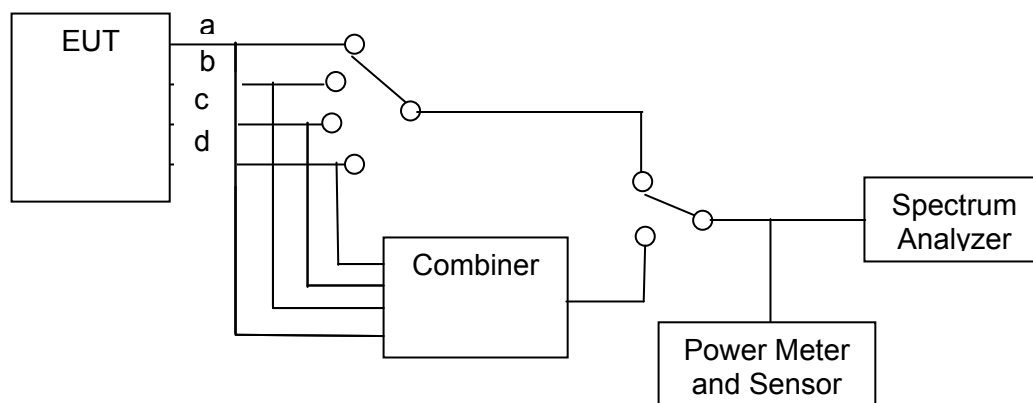 EUT
a
b
c
d
Combiner
Spectrum
Analyzer
Power Meter
and Sensor